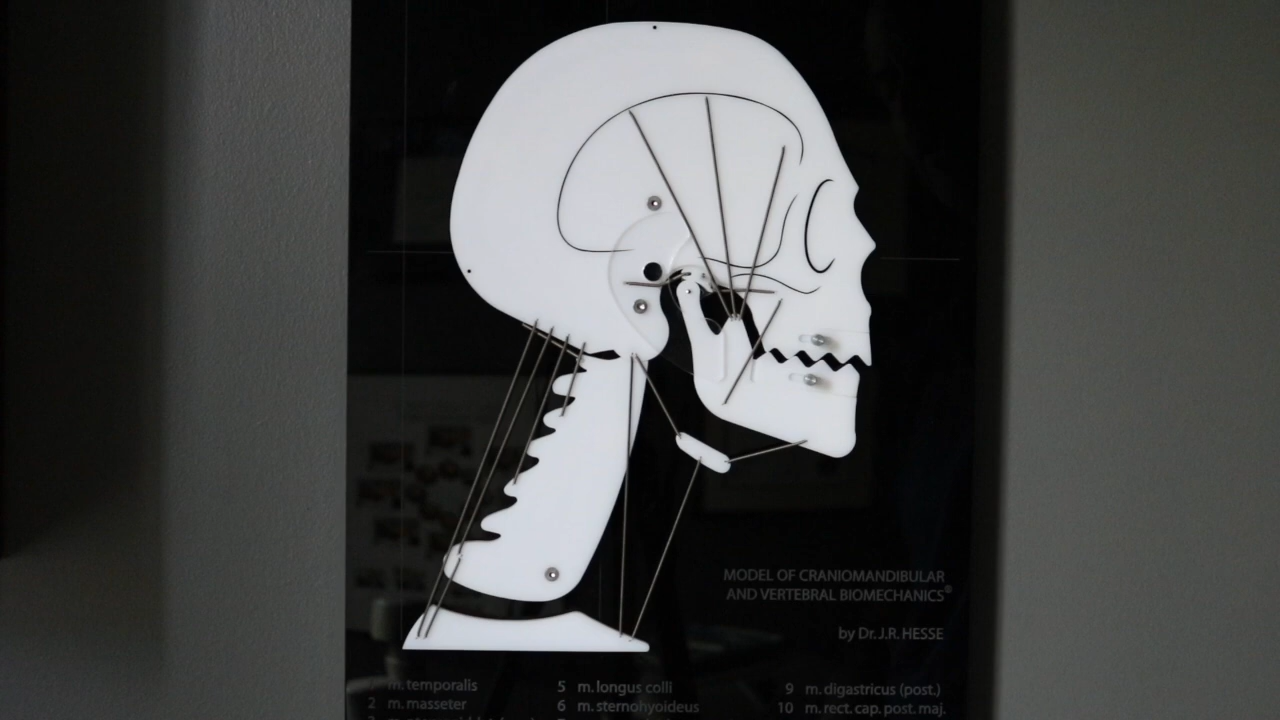 MODEL OF CRANIOMANDIBULAR
AND VERTEBRAL BIOMECHANICS®
by Dr. J.R. HESSE
m. temporalis 5 m. longus colli 9 m. digastricus (post.)
2 m. masseter 6 m. sternohyoideus 10 m. rect. cap. post. maj.